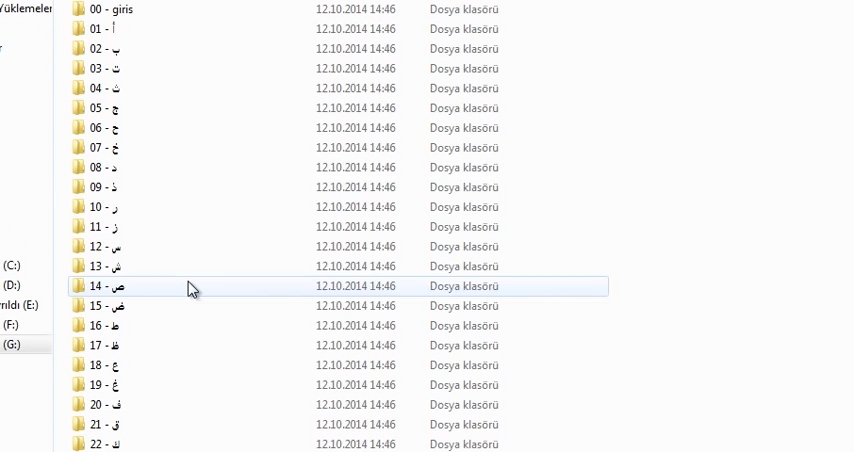 Yüklemeler
00 - giris 12.10.2014 14:46 Dosya klasörü
01 - أ 12.10.2014 14:46 Dosya klasörü
02 - ب 12.10.2014 14:46 Dosya klasörü
03 - ت 12.10.2014 14:46 Dosya klasörü
04 - ث 12.10.2014 14:46 Dosya klasörü
05 - ج 12.10.2014 14:46 Dosya klasörü
06 - ح 12.10.2014 14:46 Dosya klasörü
07 - خ 12.10.2014 14:46 Dosya klasörü
08 - د 12.10.2014 14:46 Dosya klasörü
09 - ذ 12.10.2014 14:46 Dosya klasörü
10 - ر 12.10.2014 14:46 Dosya klasörü
11 - ز 12.10.2014 14:46 Dosya klasörü
12 - س 12.10.2014 14:46 Dosya klasörü
(C:) 13 - ش 12.10.2014 14:46 Dosya klasörü
(D:) 14 - ص 12.10.2014 14:46 Dosya klasörü
rıldı (E:) 15 - ض 12.10.2014 14:46 Dosya klasörü
(F:) 16 - ط 12.10.2014 14:46 Dosya klasörü
(G:) 17 - ظ 12.10.2014 14:46 Dosya klasörü
18 - ع 12.10.2014 14:46 Dosya klasörü
19 - غ 12.10.2014 14:46 Dosya klasörü
20 - ف 12.10.2014 14:46 Dosya klasörü
21 - ق 12.10.2014 14:46 Dosya klasörü
22 - ك 12.10.2014 14:46 Dosya klasörü